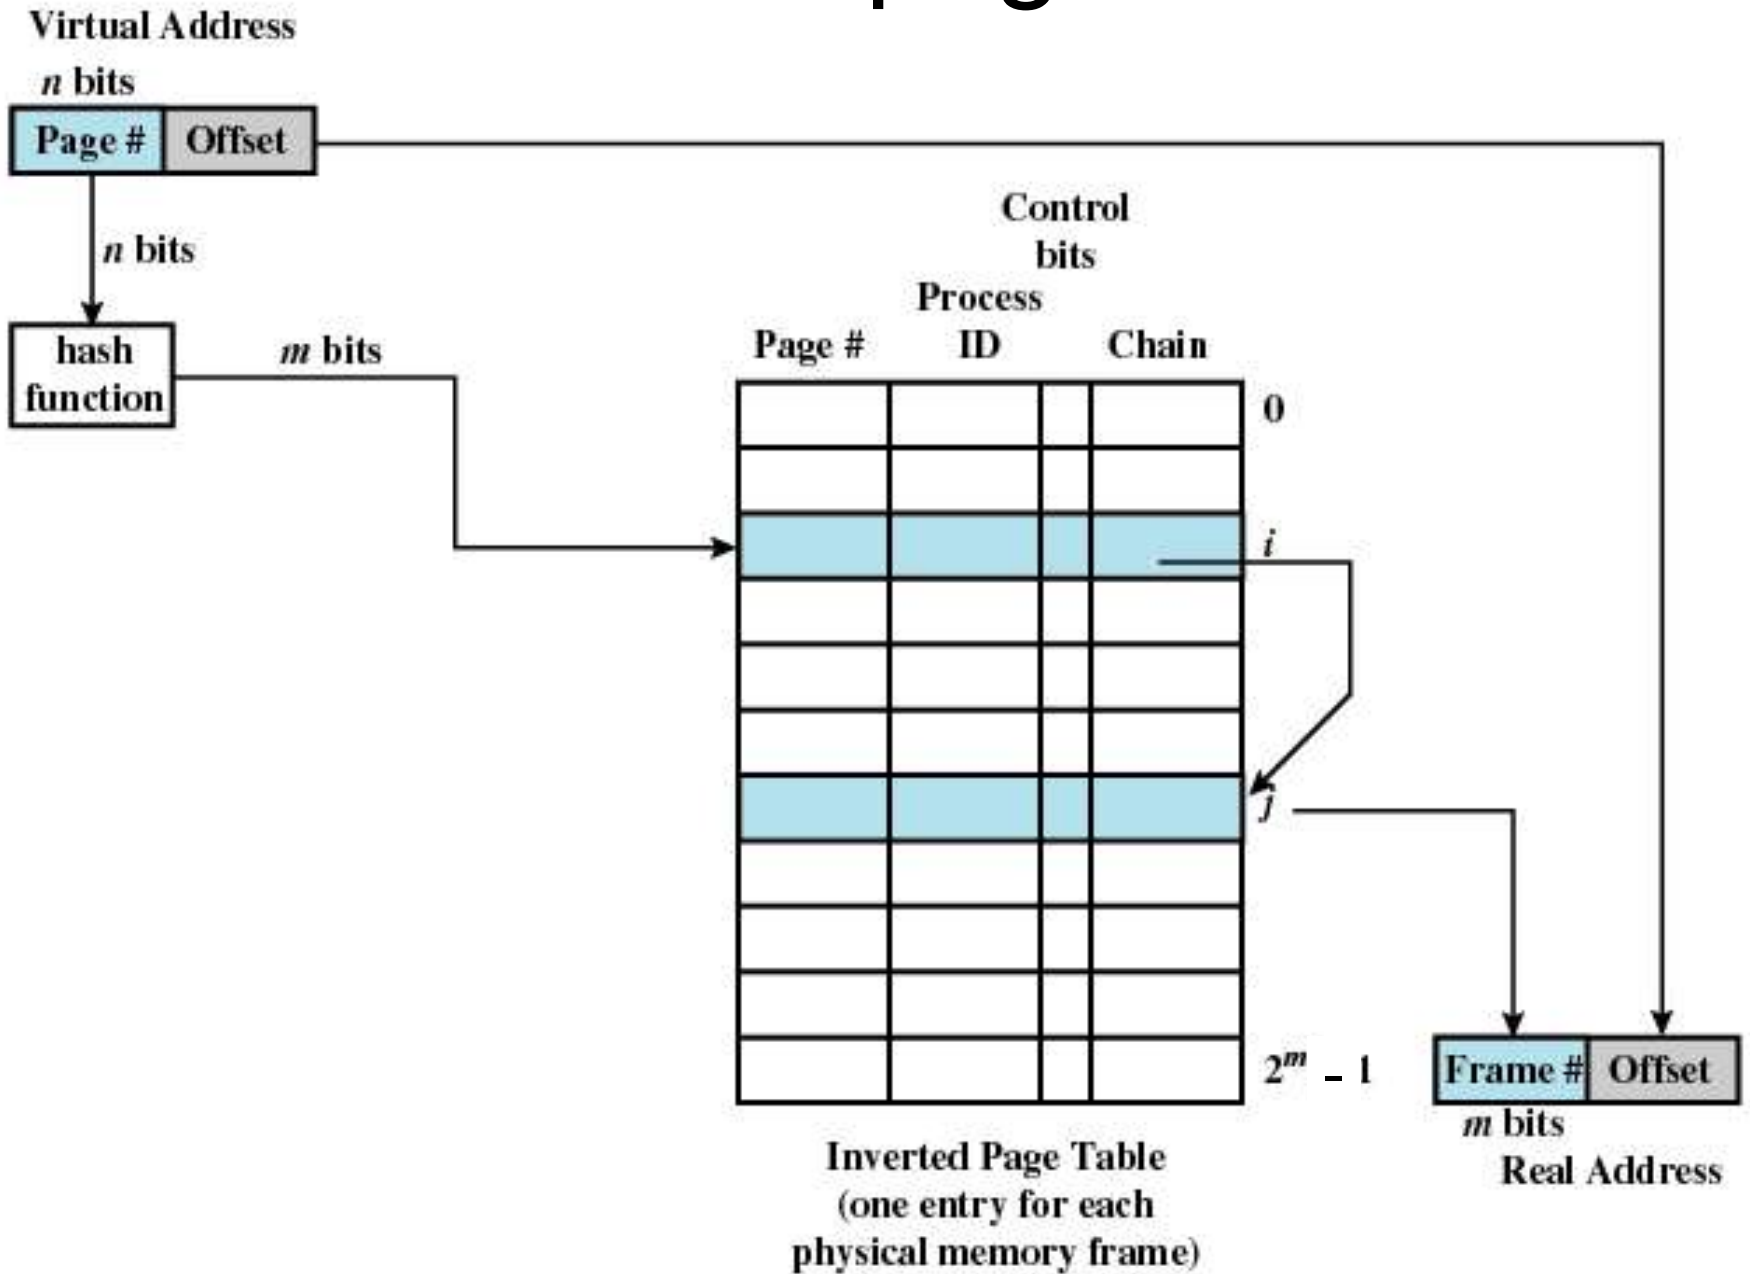 Virtual Address
n bits
Page # Offset
n bits
hash
function
m bits
Control
bits
Process
Page # ID Chain
0
i
j
2^m - 1
Frame # Offset
m bits
Real Address
Inverted Page Table
(one entry for each
physical memory frame)